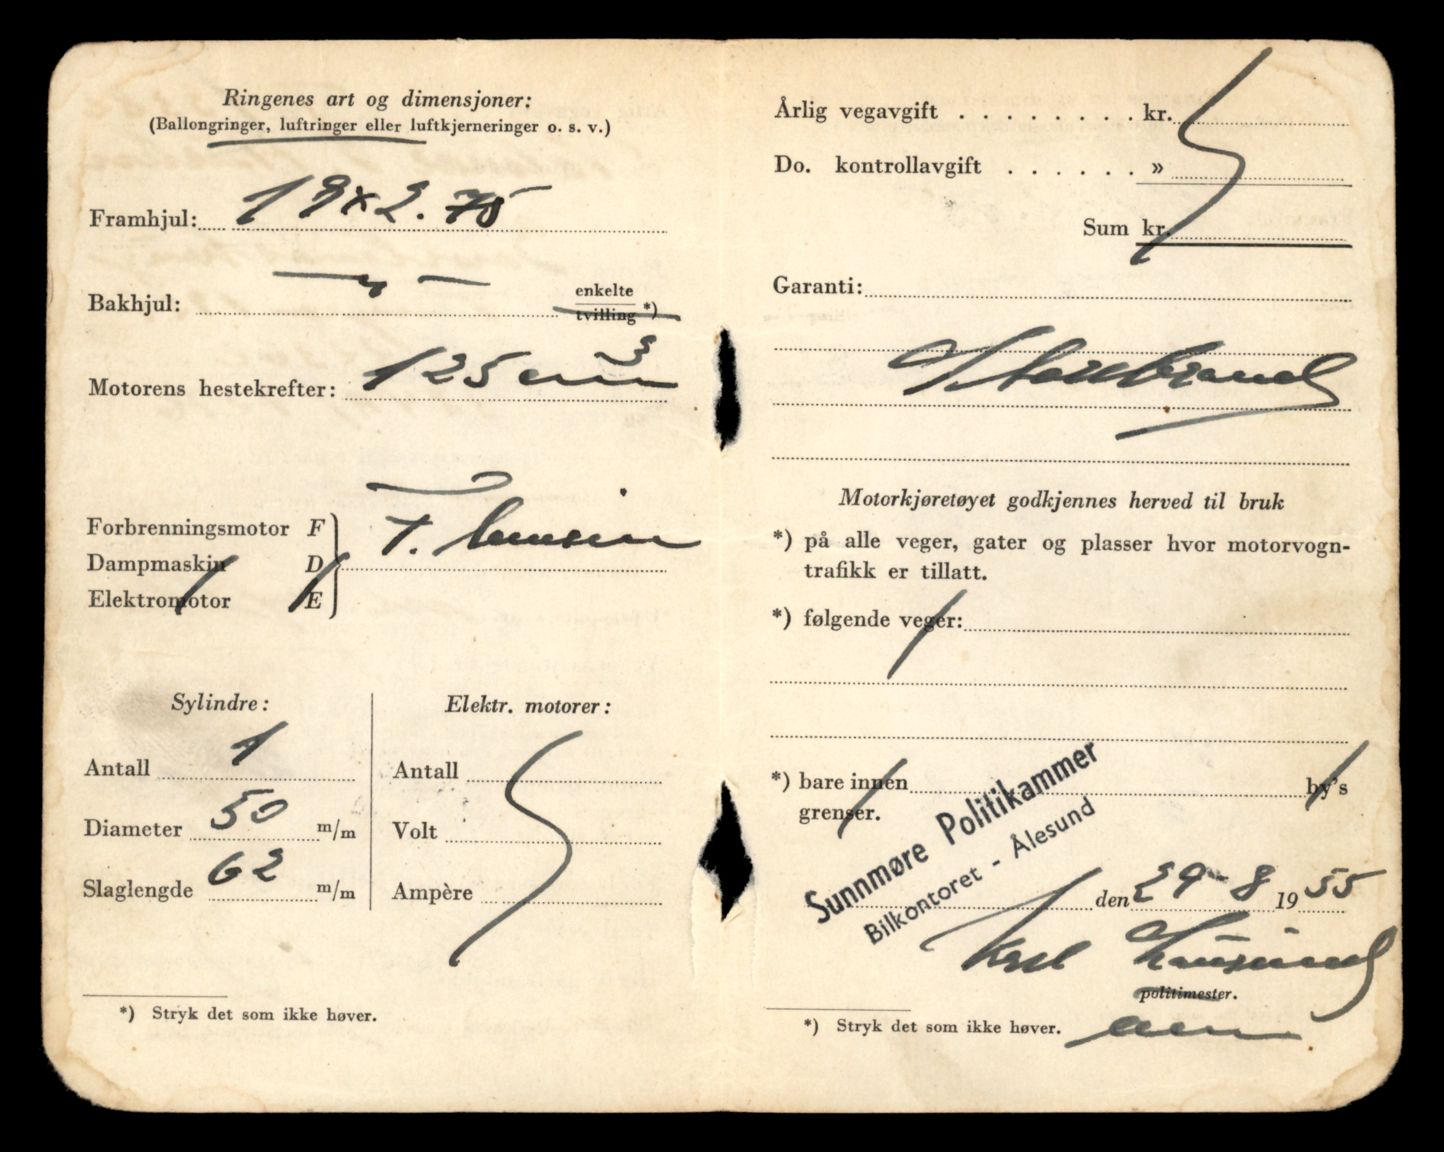 Ringenes art og dimensjoner:
(Ballongringer, luftringer eller luftkjerneringer o. s. v.)
Framhjul: 19x2.75
Bakhjul: — " — enkelte
tvilling *)
Motorens hestekrefter: 125 cm3
Forbrenningsmotor F
Dampmaskin D
Elektromotor E
F. bensin
Sylindre:
Antall 1
Diameter 50 m/m
Slaglengde 62 m/m
Elektr. motorer:
Antall
Volt
Ampère
*) Stryk det som ikke høver.
Årlig vegavgift . . . . . . . . . kr.
Do. kontrollavgift . . . . . . »
Sum kr.
Garanti:
Storebrand
Motorkjøretøyet godkjennes herved til bruk
*) på alle veger, gater og plasser hvor motorvogn-
trafikk er tillatt.
*) følgende veger:
*) bare innen by's
grenser.
Sunnmøre Politikammer
Bilkontoret - Ålesund
den 29-8 1955
politimester.
*) Stryk det som ikke høver.